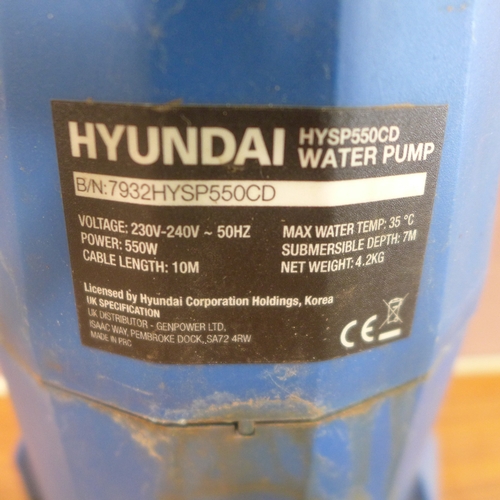 HYUNDAI HYSP550CD
WATER PUMP
B/N:7932HYSP550CD
VOLTAGE: 230V-240V ~ 50HZ
POWER: 550W
CABLE LENGTH: 10M
MAX WATER TEMP: 35 °C
SUBMERSIBLE DEPTH: 7M
NET WEIGHT: 4.2KG
Licensed by Hyundai Corporation Holdings, Korea
UK SPECIFICATION
UK DISTRIBUTOR - GENPOWER LTD,
ISAAC WAY, PEMBROKE DOCK,,SA72 4RW
MADE IN PRC
CE